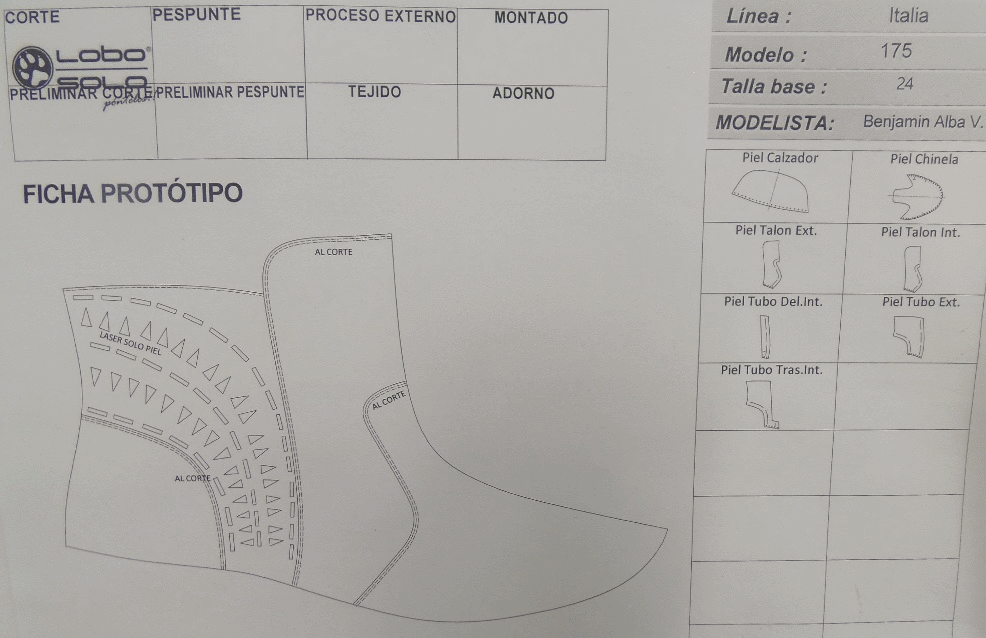 CORTE
PESPUNTE
PROCESO EXTERNO
MONTADO
LOBO
SOLO
PRELIMINAR CORTE
PRELIMINAR PESPUNTE
TEJIDO
ADORNO
FICHA PROTÓTIPO
AL CORTE
LASER SOLO PIEL
AL CORTE
AL CORTE
Línea : Italia
Modelo : 175
Talla base : 24
MODELISTA: Benjamin Alba V.
Piel Calzador
Piel Chinela
Piel Talon Ext.
Piel Talon Int.
Piel Tubo Del.Int.
Piel Tubo Ext.
Piel Tubo Tras.Int.